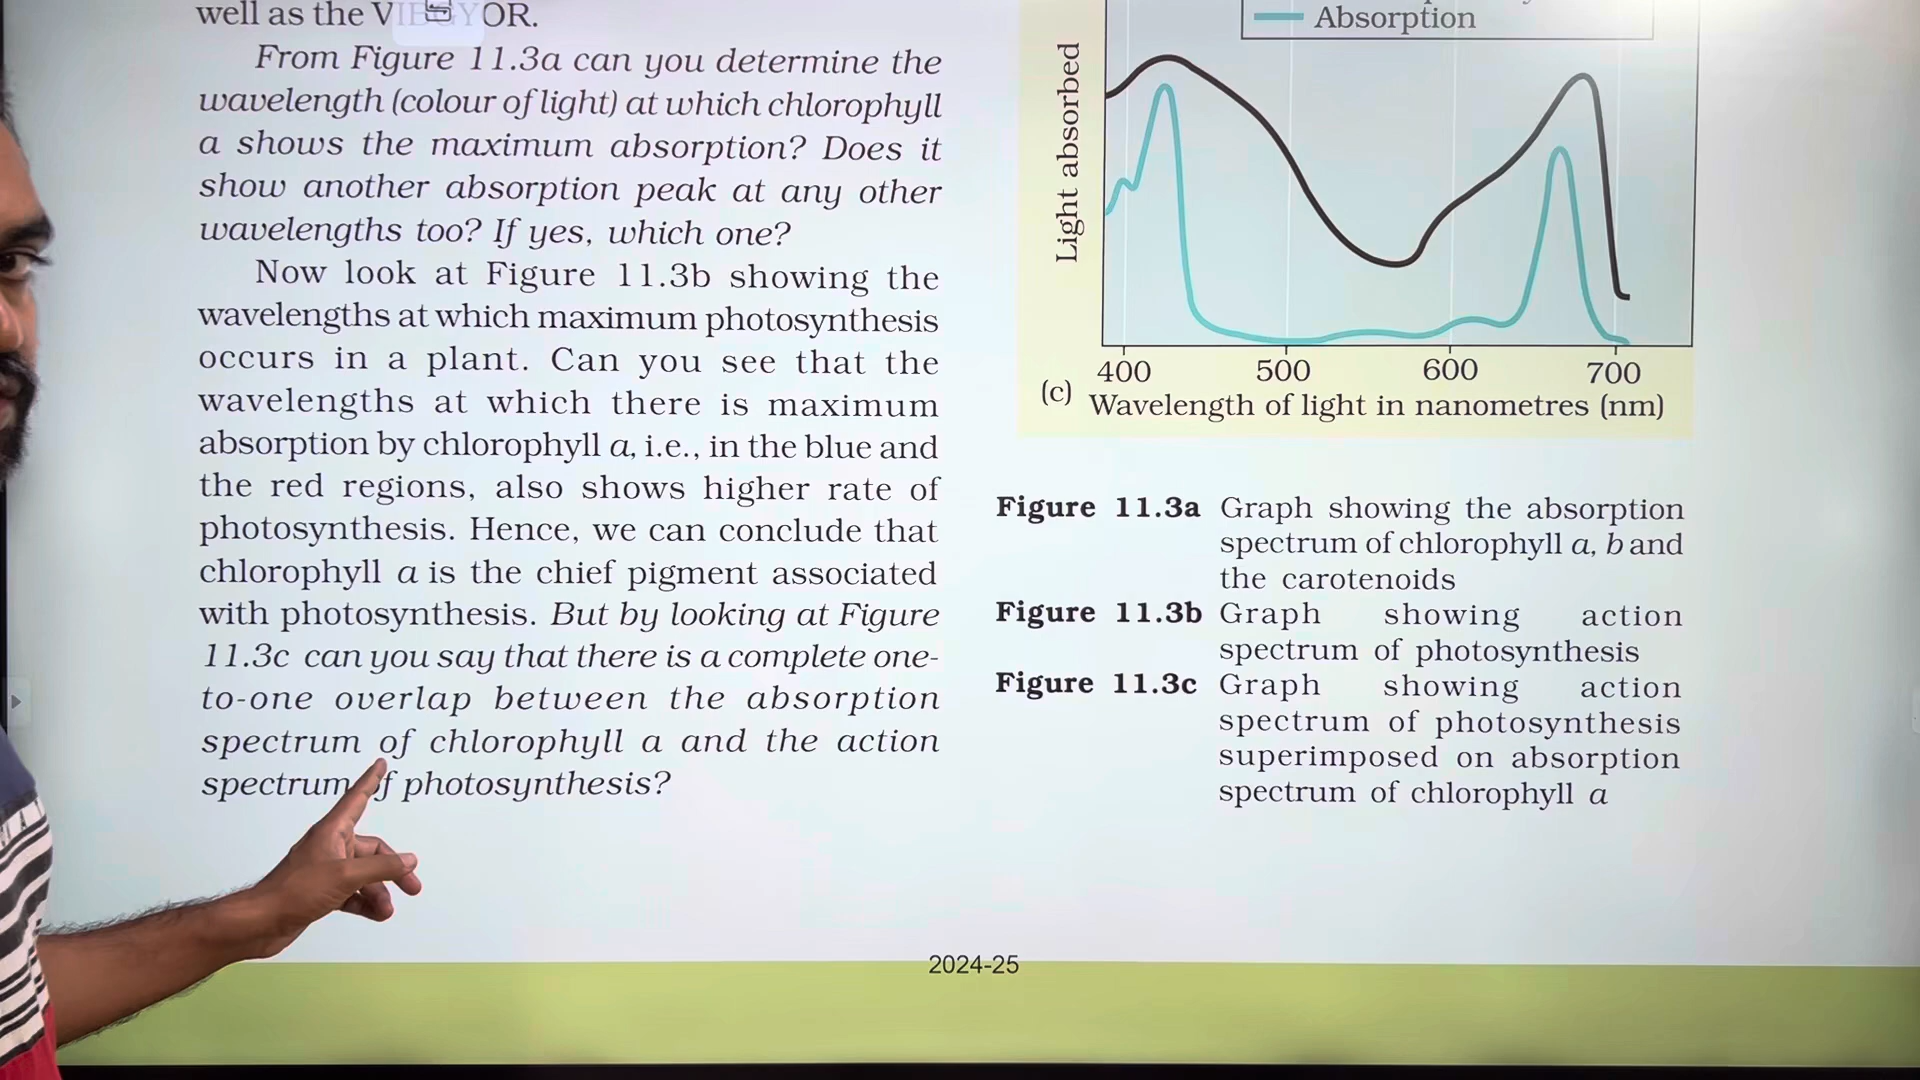 well as the VIBGYOR.
From Figure 11.3a can you determine the
wavelength (colour of light) at which chlorophyll
a shows the maximum absorption? Does it
show another absorption peak at any other
wavelengths too? If yes, which one?
Now look at Figure 11.3b showing the
wavelengths at which maximum photosynthesis
occurs in a plant. Can you see that the
wavelengths at which there is maximum
absorption by chlorophyll a, i.e., in the blue and
the red regions, also shows higher rate of
photosynthesis. Hence, we can conclude that
chlorophyll a is the chief pigment associated
with photosynthesis. But by looking at Figure
11.3c can you say that there is a complete one-
to-one overlap between the absorption
spectrum of chlorophyll a and the action
spectrum of photosynthesis?
Absorption
Light absorbed
400 500 600 700
(c) Wavelength of light in nanometres (nm)
Figure 11.3a Graph showing the absorption
spectrum of chlorophyll a, b and
the carotenoids
Figure 11.3b Graph showing action
spectrum of photosynthesis
Figure 11.3c Graph showing action
spectrum of photosynthesis
superimposed on absorption
spectrum of chlorophyll a
2024-25